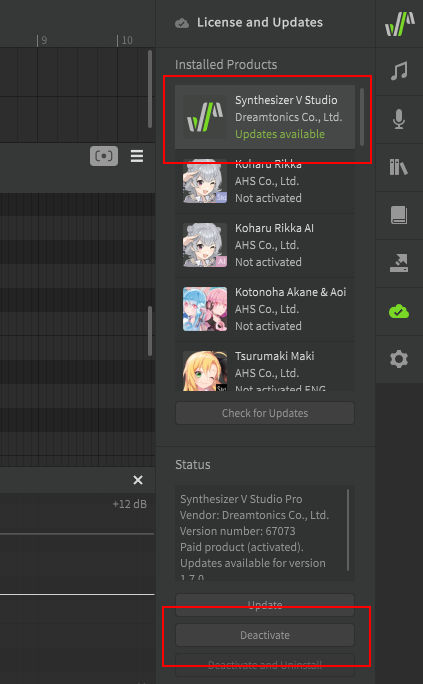 9
10
License and Updates
Installed Products
Synthesizer V Studio
Dreamtonics Co., Ltd.
Updates available
Koharu Rikka
AHS Co., Ltd.
Not activated
Std
Koharu Rikka AI
AHS Co., Ltd.
Not activated
AI
Kotonoha Akane & Aoi
AHS Co., Ltd.
Not activated
Tsurumaki Maki
AHS Co., Ltd.
Not activated ENG
Std
Check for Updates
Status
+12 dB
Synthesizer V Studio Pro
Vendor: Dreamtonics Co., Ltd.
Version number: 67073
Paid product (activated).
Updates available for version
1.7.0
Update
Deactivate
Deactivate and Uninstall